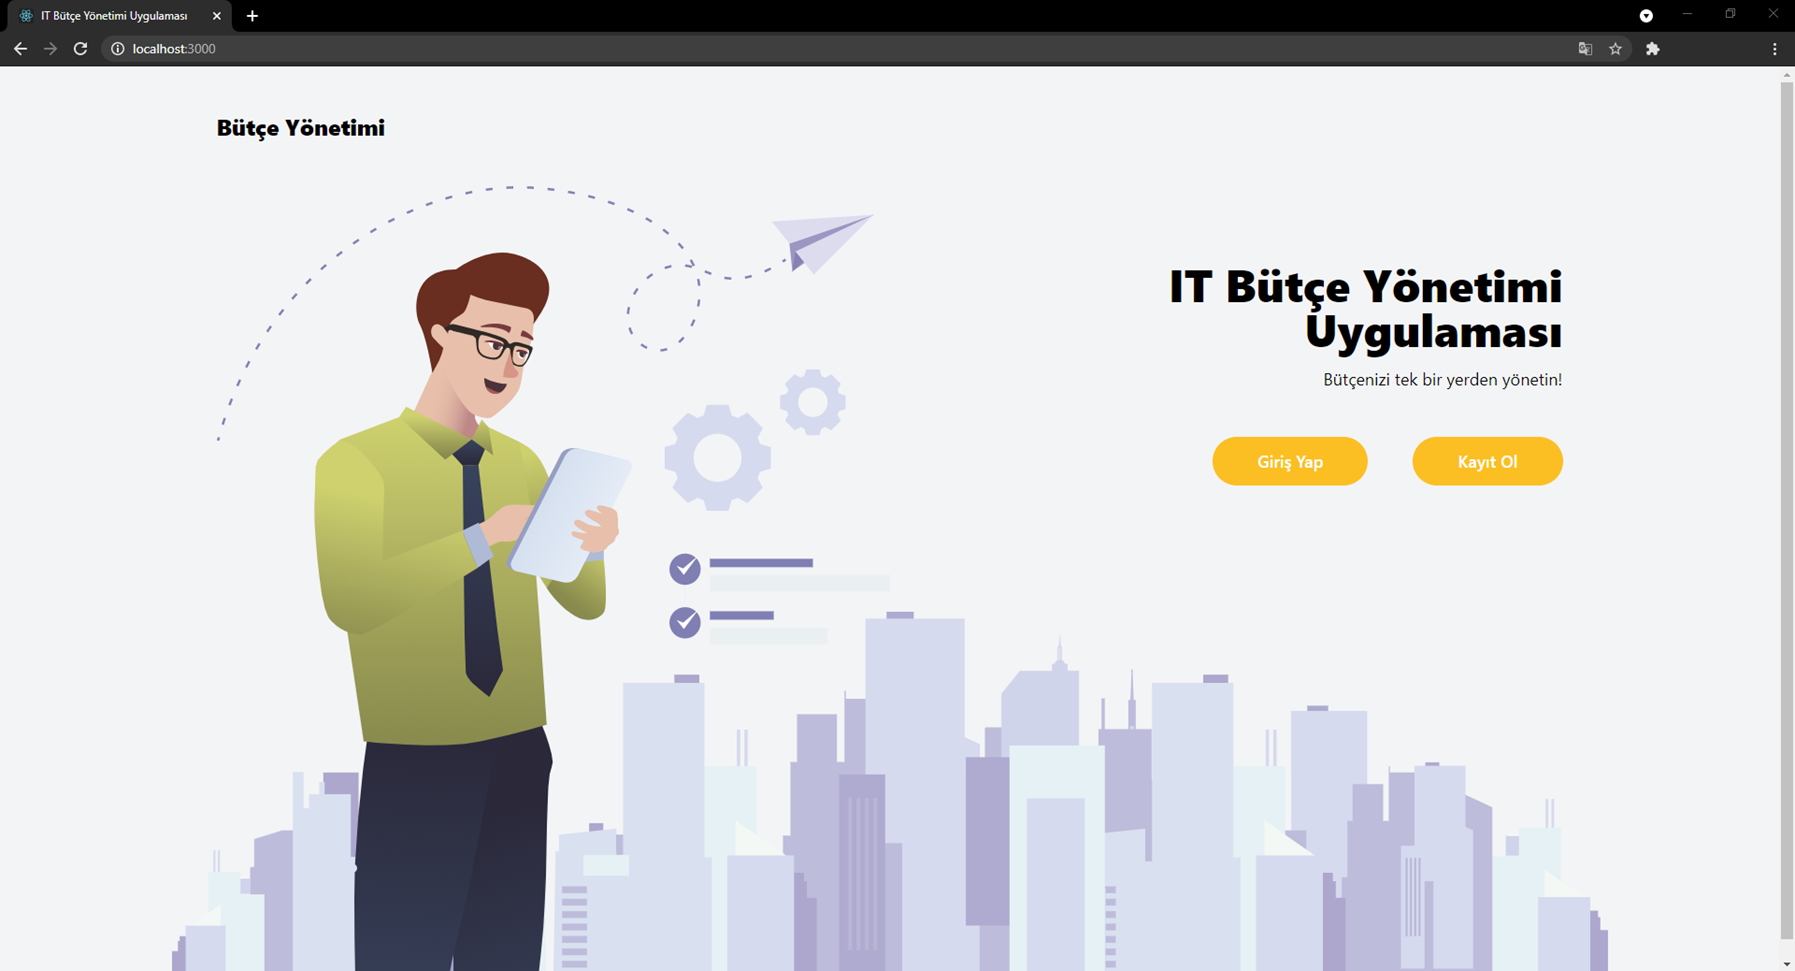 IT Bütçe Yönetimi Uygulaması
localhost:3000
Bütçe Yönetimi
IT Bütçe Yönetimi
Uygulaması
Bütçenizi tek bir yerden yönetin!
Giriş Yap
Kayıt Ol